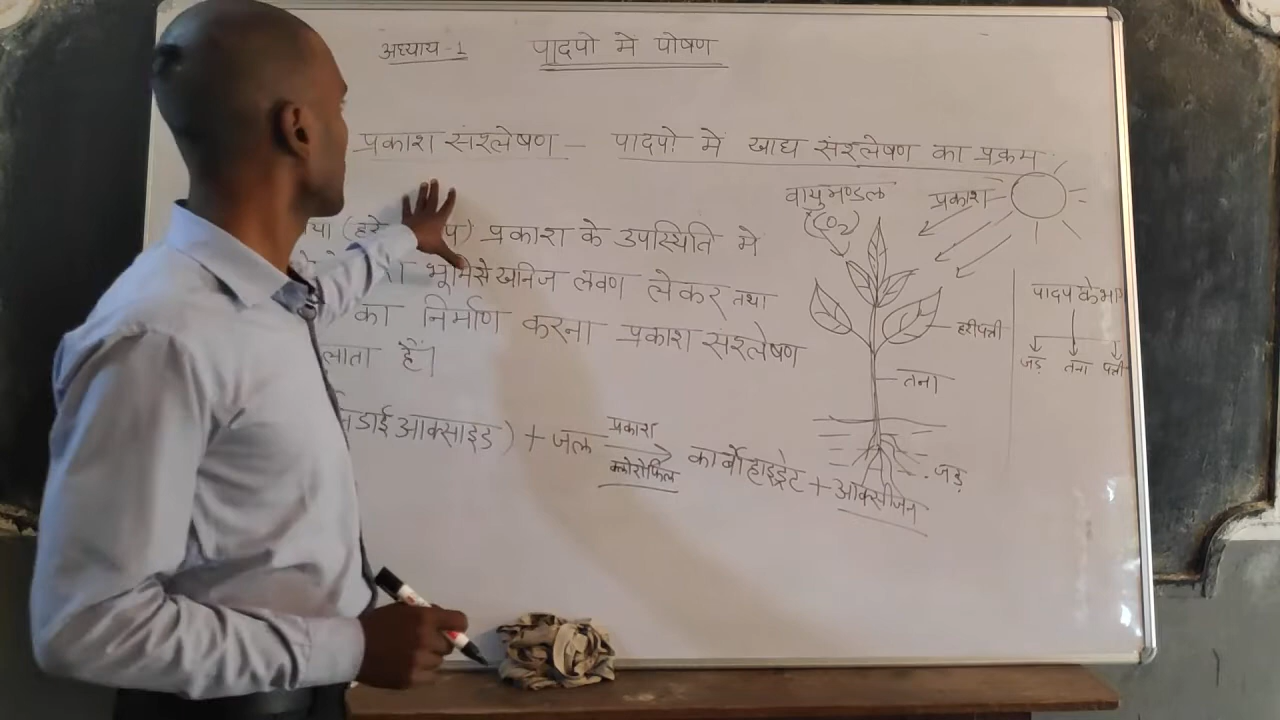 अध्याय-1 पादपो मे पोषण
प्रकाश संश्लेषण – पादपो में खाद्य संश्लेषण का प्रक्रम
वायुमण्डल
(CO₂)
प्रकाश
(हरे प) प्रकाश के उपस्थिति मे
भूमि से खनिज लवण लेकर तथा
का निर्माण करना प्रकाश संश्लेषण
लाता हैं।
डाई आक्साइड) + जल प्रकाश क्लोरोफिल → कार्बोहाइड्रेट + आक्सीजन
हरी पत्ती
तना
जड़
पादप के भा
जड़ तना पत्ती